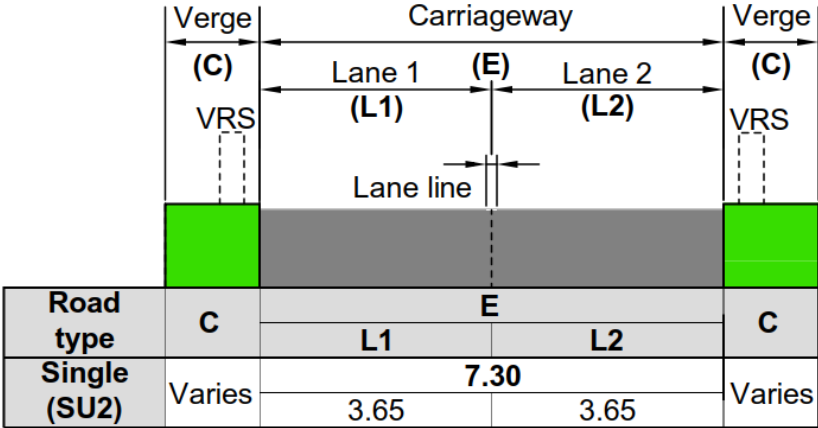 Verge Carriageway Verge
(C) (E) (C)
Lane 1 Lane 2
(L1) (L2)
VRS VRS
Lane line
Road type C E C
L1 L2
Single (SU2) Varies 7.30 Varies
3.65 3.65